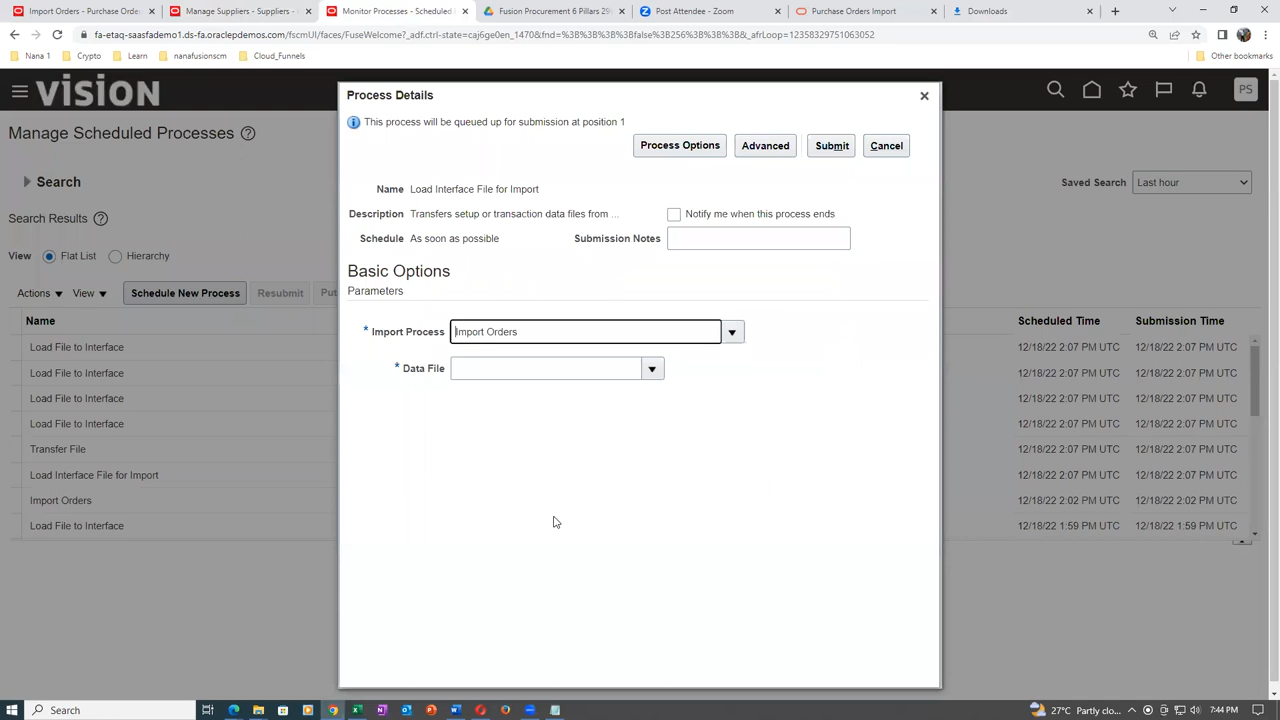 Import Orders - Purchase Order
Manage Suppliers - Suppliers -
Monitor Processes - Scheduled
Fusion Procurement 6 Pillars 29
Post Attendee - Zoom
Purchase Orders Import
Downloads
fa-etaq-saasfademo1.ds-fa.oraclepdemos.com/fscmUI/faces/FuseWelcome?_adf.ctrl-state=caj6ge0en_1470&fnd=%3B%3B%3B%3Bfalse%3B256%3B%3B%3B&_afrLoop=12358329751063052
Nana 1
Crypto
Learn
nanafusionscm
Cloud_Funnels
Other bookmarks
VISION
PS
Manage Scheduled Processes
Search
Saved Search Last hour
Search Results
View Flat List Hierarchy
Actions View Schedule New Process Resubmit Put
Name
Scheduled Time Submission Time
Load File to Interface
12/18/22 2:07 PM UTC 12/18/22 2:07 PM UTC
Load File to Interface
12/18/22 2:07 PM UTC 12/18/22 2:07 PM UTC
Load File to Interface
12/18/22 2:07 PM UTC 12/18/22 2:07 PM UTC
Load File to Interface
12/18/22 2:07 PM UTC 12/18/22 2:07 PM UTC
Transfer File
12/18/22 2:07 PM UTC 12/18/22 2:07 PM UTC
Load Interface File for Import
12/18/22 2:07 PM UTC 12/18/22 2:07 PM UTC
Import Orders
12/18/22 2:02 PM UTC 12/18/22 2:02 PM UTC
Load File to Interface
12/18/22 1:59 PM UTC 12/18/22 1:59 PM UTC
Process Details
This process will be queued up for submission at position 1
Process Options Advanced Submit Cancel
Name Load Interface File for Import
Description Transfers setup or transaction data files from ...
Notify me when this process ends
Schedule As soon as possible
Submission Notes
Basic Options
Parameters
* Import Process Import Orders
* Data File
Search
27°C Partly clo...
7:44 PM